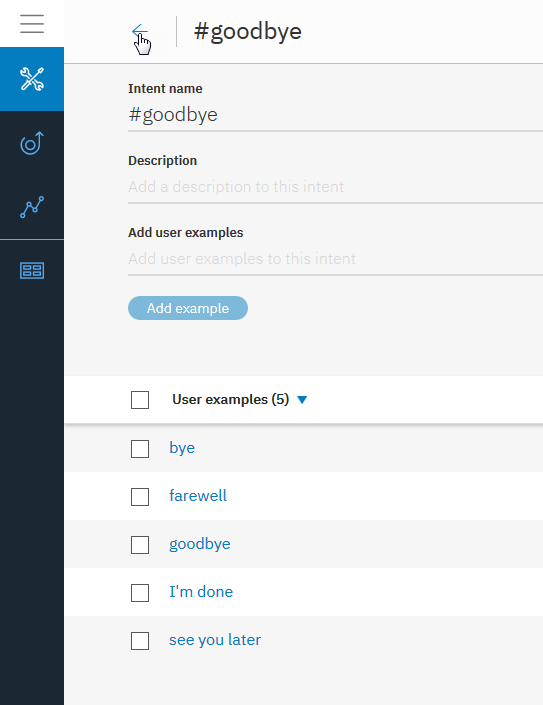 #goodbye
Intent name
#goodbye
Description
Add a description to this intent
Add user examples
Add user examples to this intent
Add example
User examples (5)
bye
farewell
goodbye
I'm done
see you later